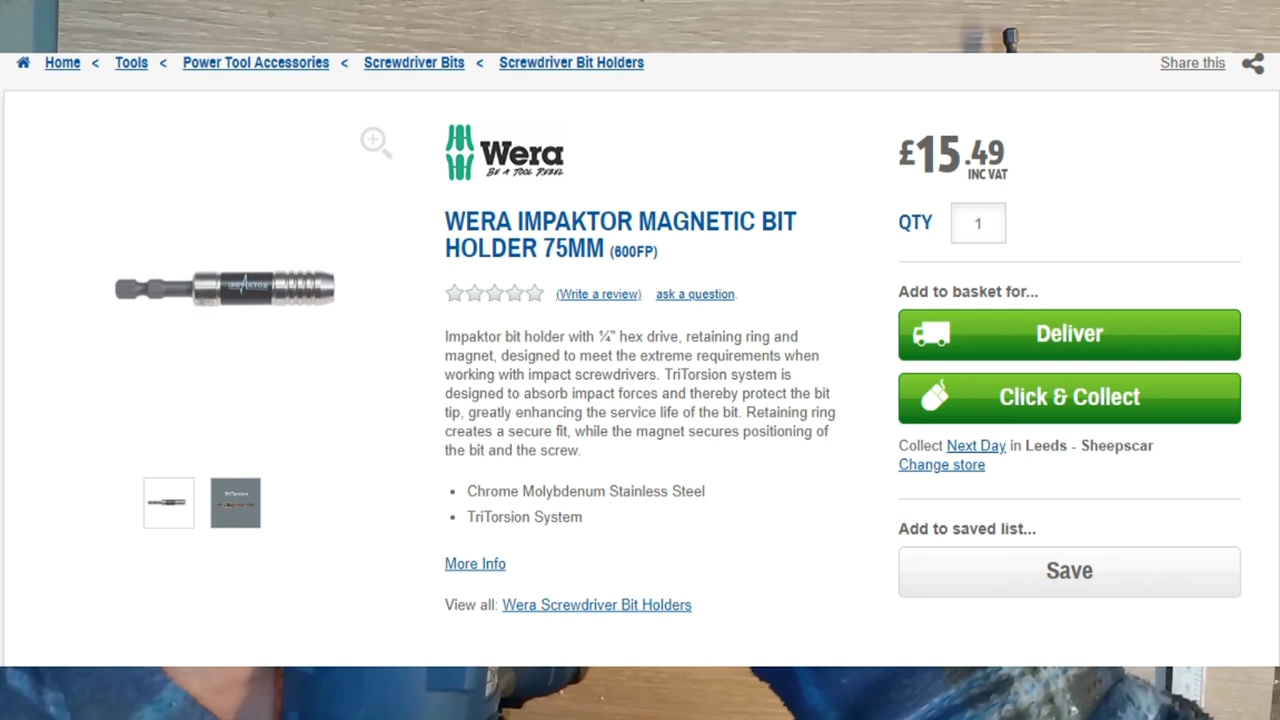 Home < Tools < Power Tool Accessories < Screwdriver Bits < Screwdriver Bit Holders
Share this
IMPAKTOR
TriTorsion
Wera
BE A TOOL REBEL
WERA IMPAKTOR MAGNETIC BIT
HOLDER 75MM (600FP)
(Write a review) ask a question.
Impaktor bit holder with ¼" hex drive, retaining ring and
magnet, designed to meet the extreme requirements when
working with impact screwdrivers. TriTorsion system is
designed to absorb impact forces and thereby protect the bit
tip, greatly enhancing the service life of the bit. Retaining ring
creates a secure fit, while the magnet secures positioning of
the bit and the screw.
• Chrome Molybdenum Stainless Steel
• TriTorsion System
More Info
View all: Wera Screwdriver Bit Holders
£15.49
INC VAT
QTY 1
Add to basket for...
Deliver
Click & Collect
Collect Next Day in Leeds - Sheepscar
Change store
Add to saved list...
Save